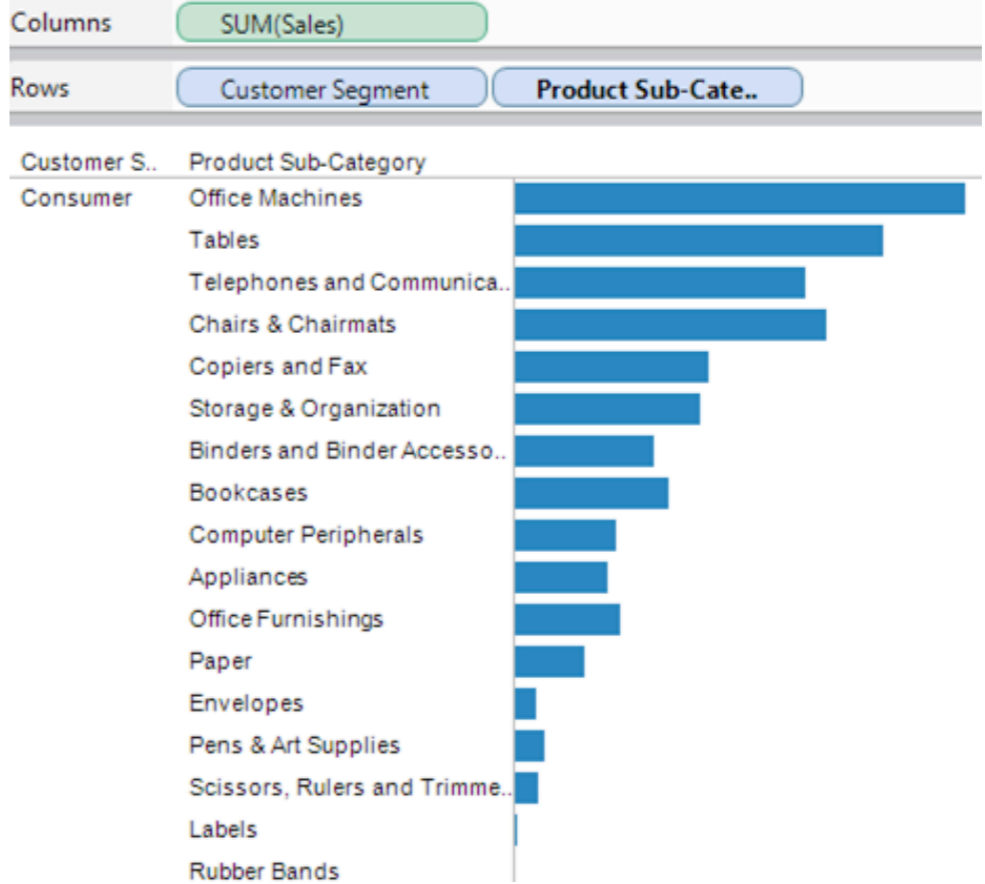 Columns SUM(Sales)
Rows Customer Segment Product Sub-Cate..
Customer S.. Product Sub-Category
Consumer Office Machines
Tables
Telephones and Communica..
Chairs & Chairmats
Copiers and Fax
Storage & Organization
Binders and Binder Accesso..
Bookcases
Computer Peripherals
Appliances
Office Furnishings
Paper
Envelopes
Pens & Art Supplies
Scissors, Rulers and Trimme..
Labels
Rubber Bands